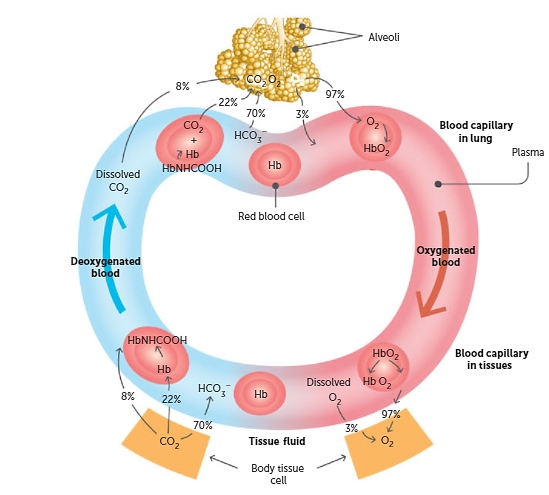 Alveoli
8%
CO₂ O₂
97%
22%
70%
3%
CO₂
+
Hb
HbNHCOOH
HCO₃⁻
Hb
O₂
HbO₂
Blood capillary
in lung
Plasma
Dissolved
CO₂
Red blood cell
Deoxygenated
blood
Oxygenated
blood
HbNHCOOH
Hb
HbO₂
Hb O₂
Blood capillary
in tissues
8%
22%
70%
HCO₃⁻
Hb
Dissolved
O₂
97%
3%
CO₂
Tissue fluid
O₂
Body tissue
cell